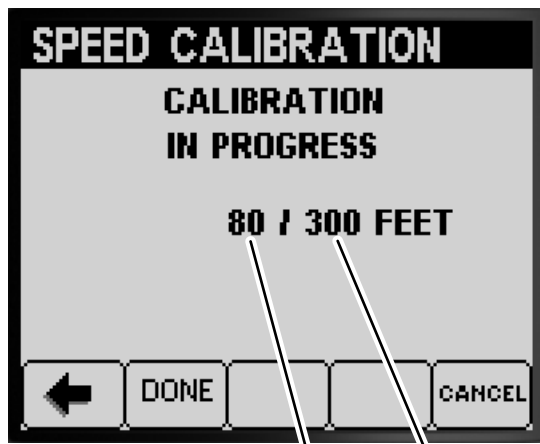 SPEED CALIBRATION
CALIBRATION
IN PROGRESS
80 / 300 FEET
DONE
CANCEL